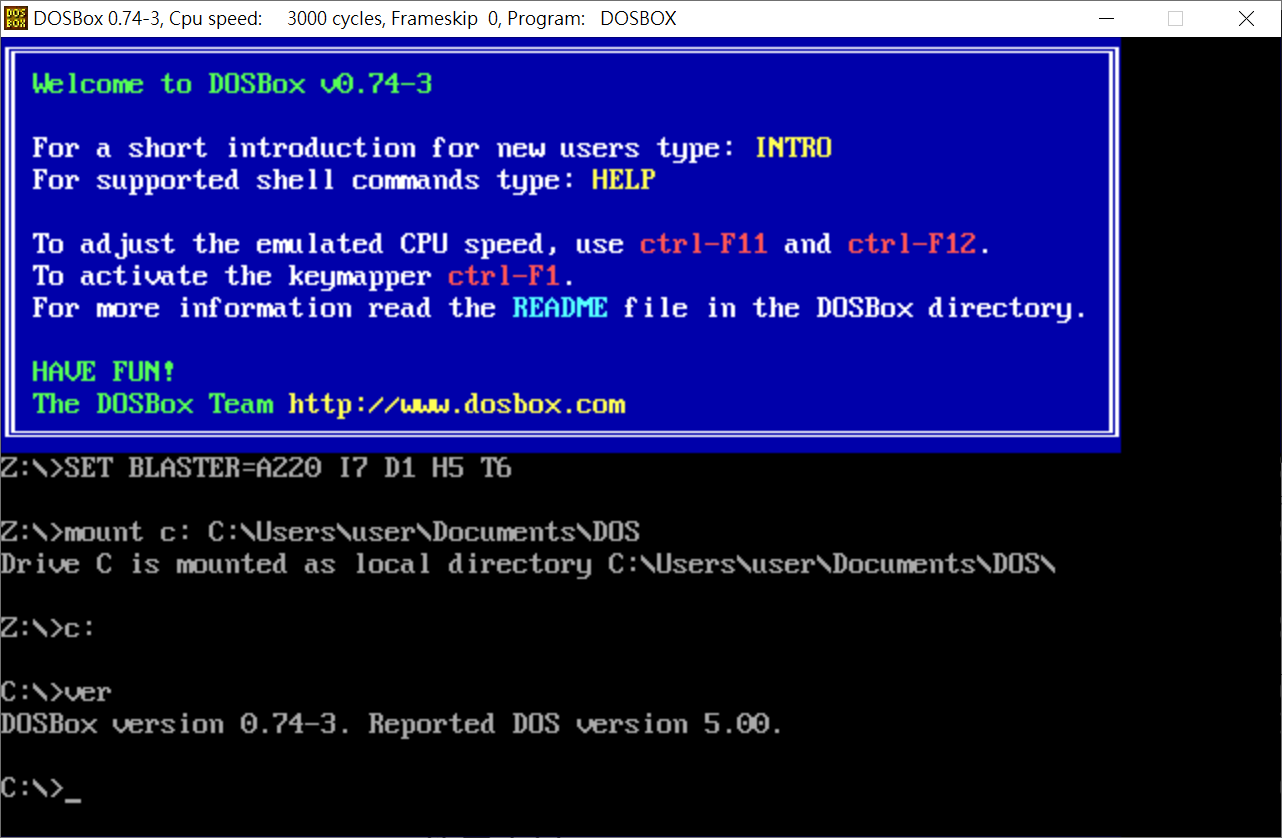 DOSBox 0.74-3, Cpu speed:    3000 cycles, Frameskip  0, Program:   DOSBOX
Welcome to DOSBox v0.74-3
For a short introduction for new users type: INTRO
For supported shell commands type: HELP
To adjust the emulated CPU speed, use ctrl-F11 and ctrl-F12.
To activate the keymapper ctrl-F1.
For more information read the README file in the DOSBox directory.
HAVE FUN!
The DOSBox Team http://www.dosbox.com
Z:\>SET BLASTER=A220 I7 D1 H5 T6
Z:\>mount c: C:\Users\user\Documents\DOS
Drive C is mounted as local directory C:\Users\user\Documents\DOS\
Z:\>c:
C:\>ver
DOSBox version 0.74-3. Reported DOS version 5.00.
C:\>_